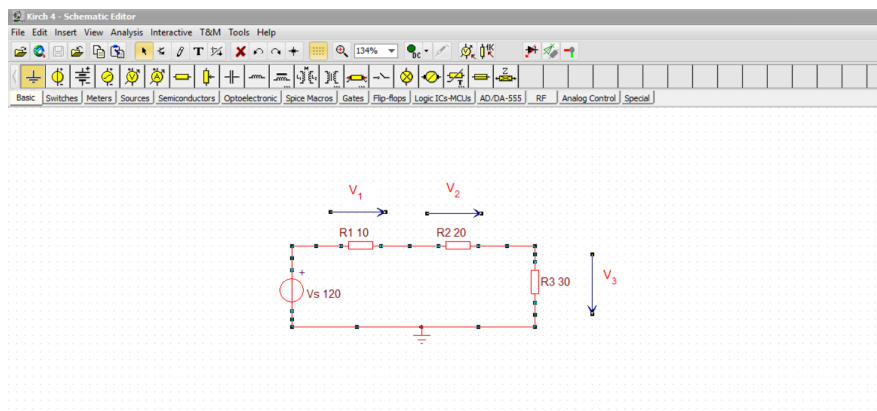 Kirch 4 - Schematic Editor
File Edit Insert View Analysis Interactive T&M Tools Help
T 134% DC
Z
Basic Switches Meters Sources Semiconductors Optoelectronic Spice Macros Gates Flip-flops Logic ICs-MCUs AD/DA-555 RF Analog Control Special
V1 V2
R1 10 R2 20
+
R3 30 V3
Vs 120